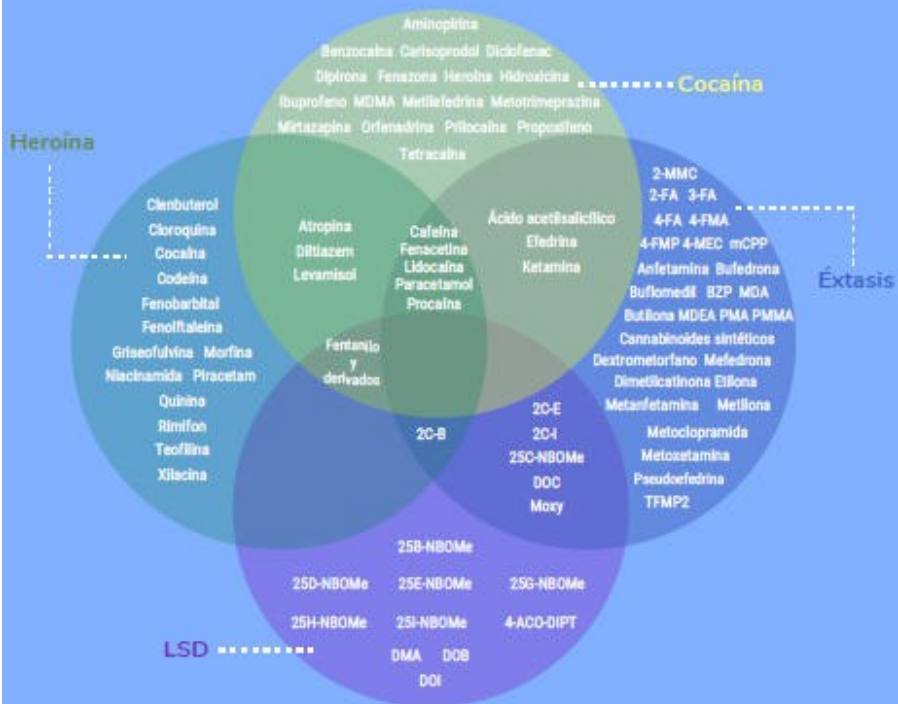 Aminopirina
Benzocaína Carisoprodol Diclofenac
Dipirona Fenazona Heroína Hidroxicina
Ibuprofeno MDMA Metilefedrina Metotrimeprazina
Mirtazapina Orfenadrina Prilocaína Propoxifeno
Tetracaína
Cocaína
Heroína
Clenbuterol
Cloroquina
Cocaína
Codeína
Fenobarbital
Fenolftaleína
Griseofulvina Morfina
Niacinamida Piracetam
Quinina
Rimifon
Teofilina
Xilacina
Atropina
Diltiazem
Levamisol
Cafeína
Fenacetina
Lidocaína
Paracetamol
Procaína
Ácido acetilsalicílico
Efedrina
Ketamina
Fentanilo
y
derivados
2C-B
2-MMC
2-FA 3-FA
4-FA 4-FMA
4-FMP 4-MEC mCPP
Anfetamina Bufedrona
Buflomedil BZP MDA
Butilona MDEA PMA PMMA
Cannabinoides sintéticos
Dextrometorfano Mefedrona
Dimetilcatinona Etilona
Metanfetamina Metilona
Metoclopramida
Metoxetamina
Pseudoefedrina
TFMP2
Éxtasis
2C-E
2C-I
25C-NBOMe
DOC
Moxy
25B-NBOMe
25D-NBOMe 25E-NBOMe 25G-NBOMe
25H-NBOMe 25I-NBOMe 4-ACO-DIPT
DMA DOB
DOI
LSD